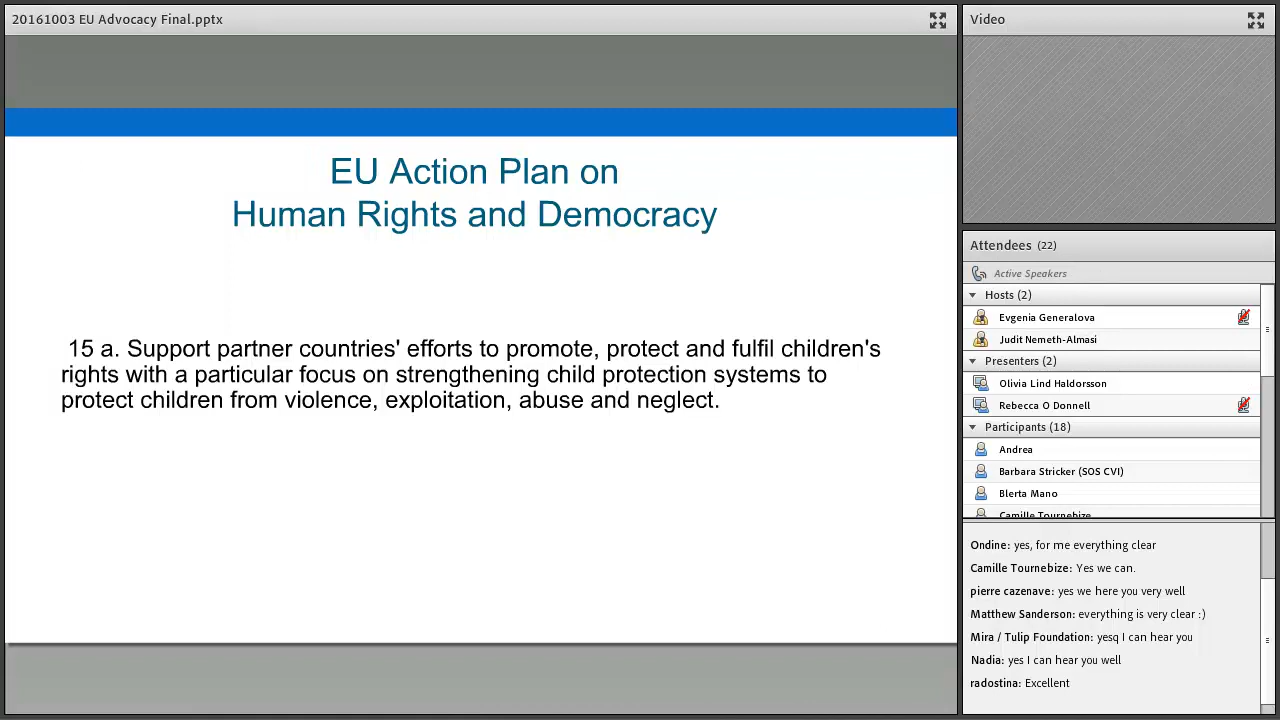 20161003 EU Advocacy Final.pptx
EU Action Plan on
Human Rights and Democracy
15 a. Support partner countries' efforts to promote, protect and fulfil children's
rights with a particular focus on strengthening child protection systems to
protect children from violence, exploitation, abuse and neglect.
Video
Attendees (22)
Active Speakers
Hosts (2)
Evgenia Generalova
Judit Nemeth-Almasi
Presenters (2)
Olivia Lind Haldorsson
Rebecca O Donnell
Participants (18)
Andrea
Barbara Stricker (SOS CVI)
Blerta Mano
Camille Tournebize
Ondine: yes, for me everything clear
Camille Tournebize: Yes we can.
pierre cazenave: yes we here you very well
Matthew Sanderson: everything is very clear :)
Mira / Tulip Foundation: yesq I can hear you
Nadia: yes I can hear you well
radostina: Excellent